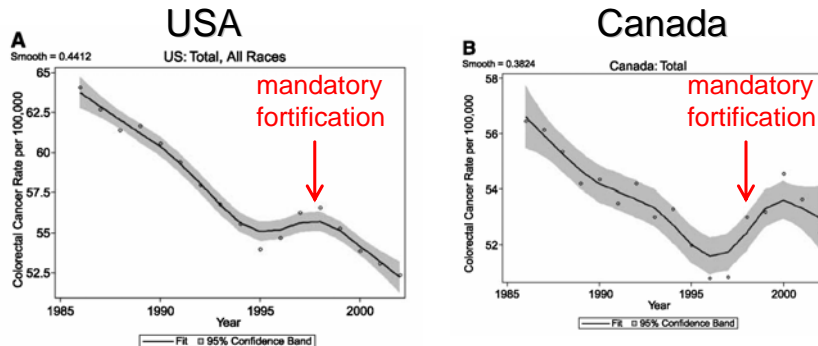 USA
A
Smooth = 0.4412
US: Total, All Races
mandatory
fortification
Colorectal Cancer Rate per 100,000
65
62.5
60
57.5
55
52.5
1985
1990
1995
2000
Year
Fit
95% Confidence Band
Canada
B
Smooth = 0.3824
Canada: Total
mandatory
fortification
Colorectal Cancer Rate per 100,000
58
56
54
52
1985
1990
1995
2000
Year
Fit
95% Confidence Band